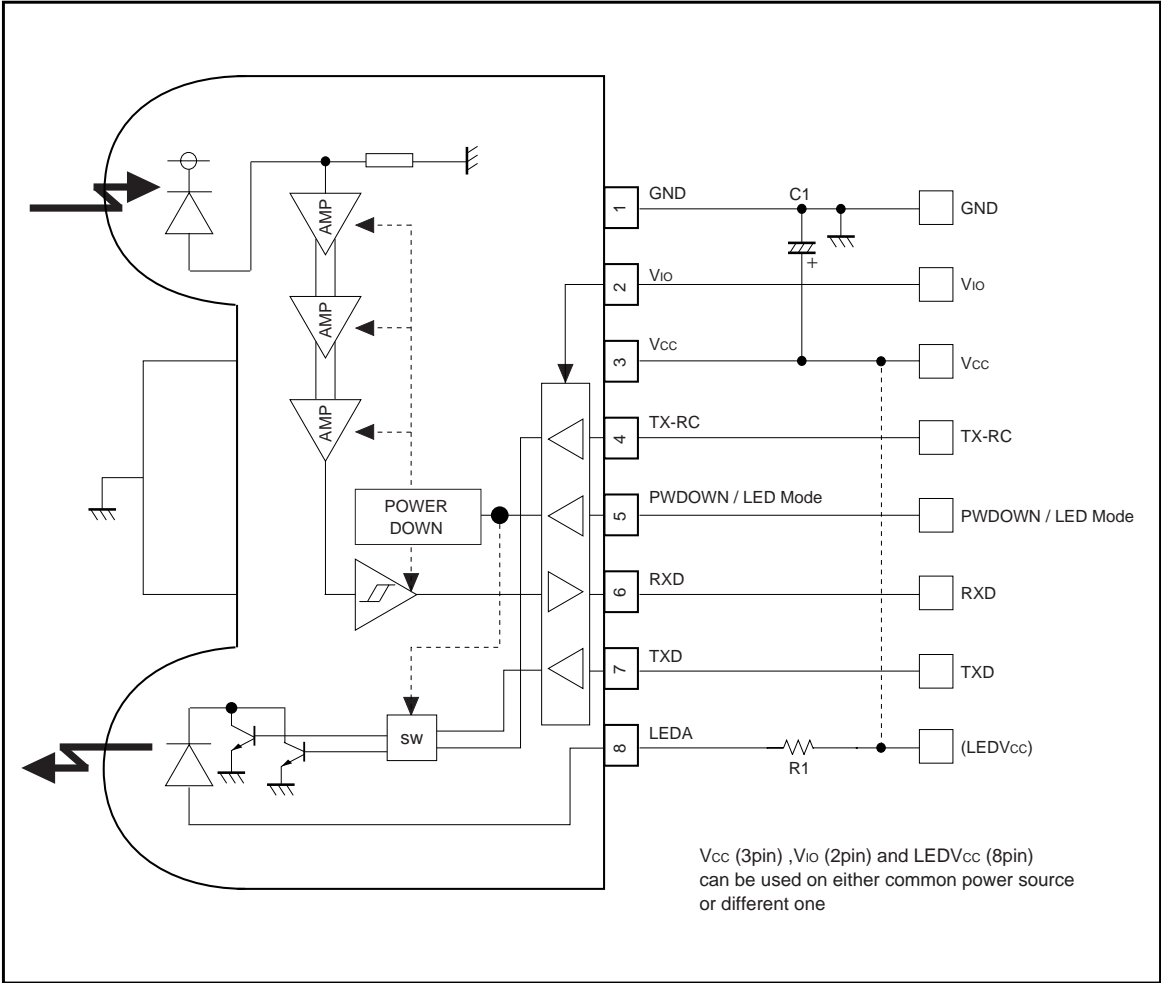 AMP
AMP
AMP
POWER
DOWN
sw
1
GND
C1
+
GND
2
VIO
VIO
3
Vcc
Vcc
4
TX-RC
TX-RC
5
PWDOWN / LED Mode
PWDOWN / LED Mode
6
RXD
RXD
7
TXD
TXD
8
LEDA
R1
(LEDVcc)
Vcc (3pin) ,VIO (2pin) and LEDVcc (8pin)
can be used on either common power source
or different one